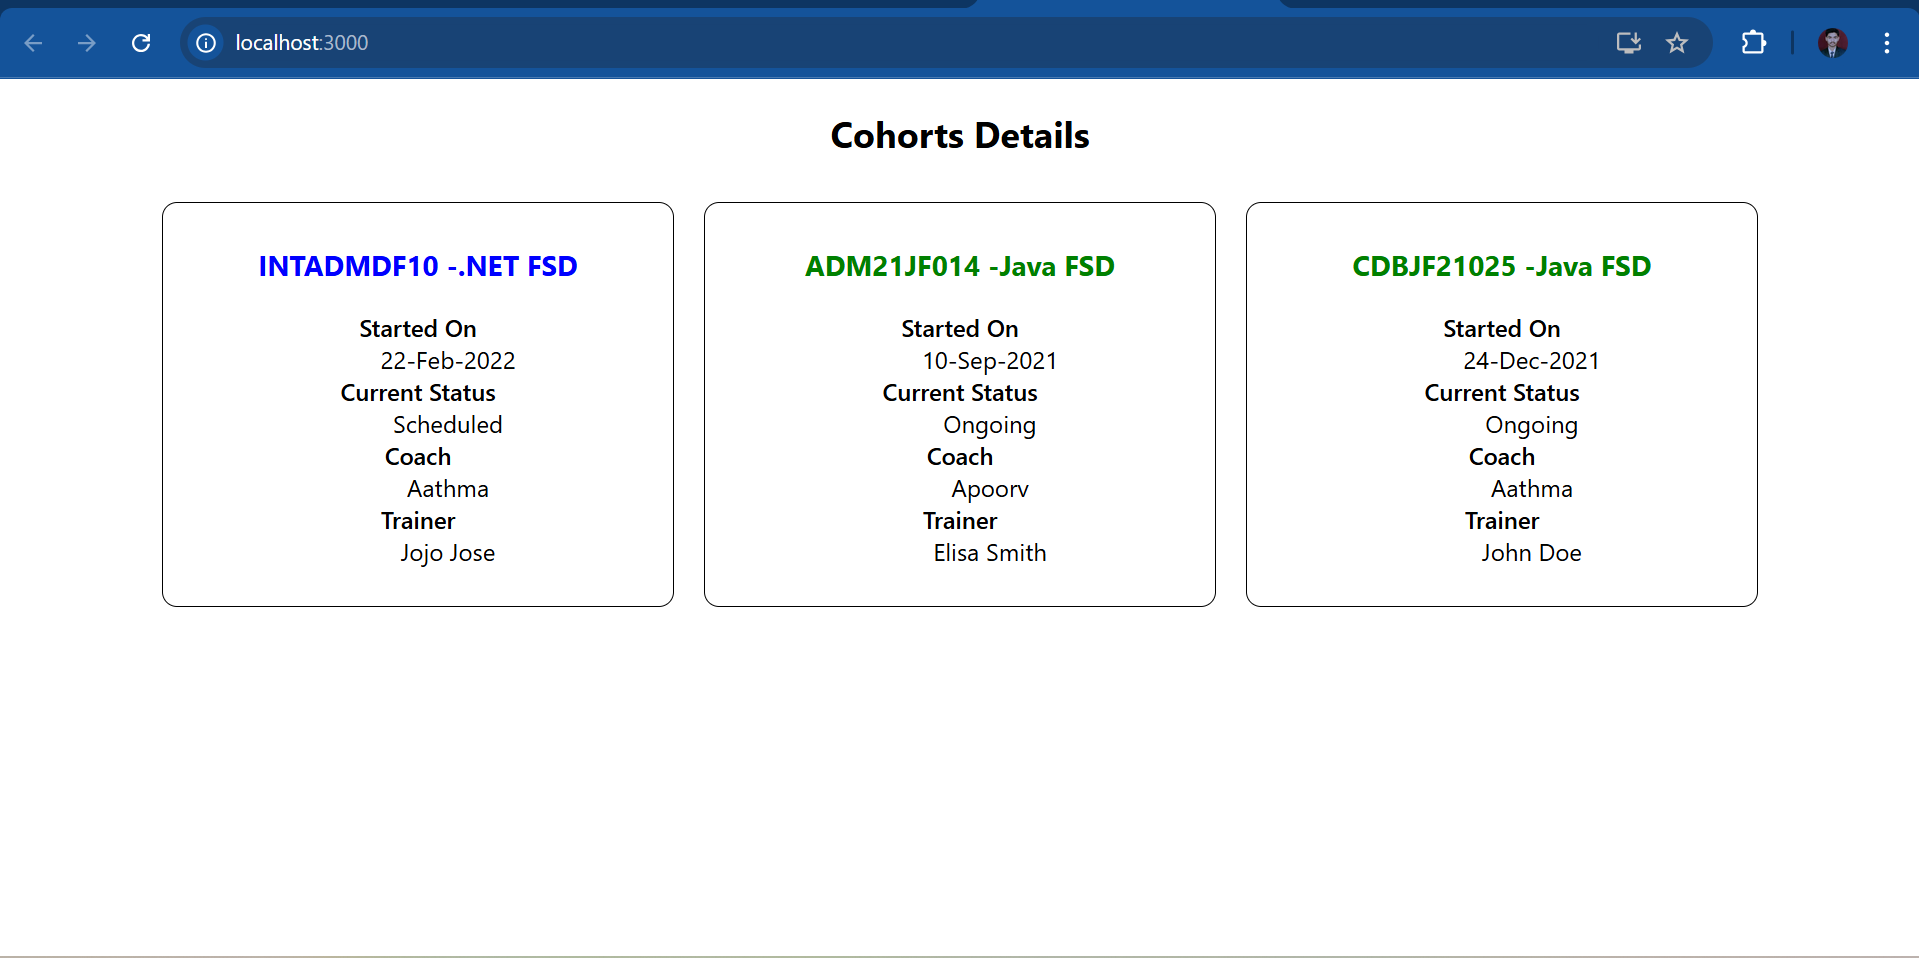 localhost:3000
Cohorts Details
INTADMDF10 -.NET FSD
Started On
22-Feb-2022
Current Status
Scheduled
Coach
Aathma
Trainer
Jojo Jose
ADM21JF014 -Java FSD
Started On
10-Sep-2021
Current Status
Ongoing
Coach
Apoorv
Trainer
Elisa Smith
CDBJF21025 -Java FSD
Started On
24-Dec-2021
Current Status
Ongoing
Coach
Aathma
Trainer
John Doe